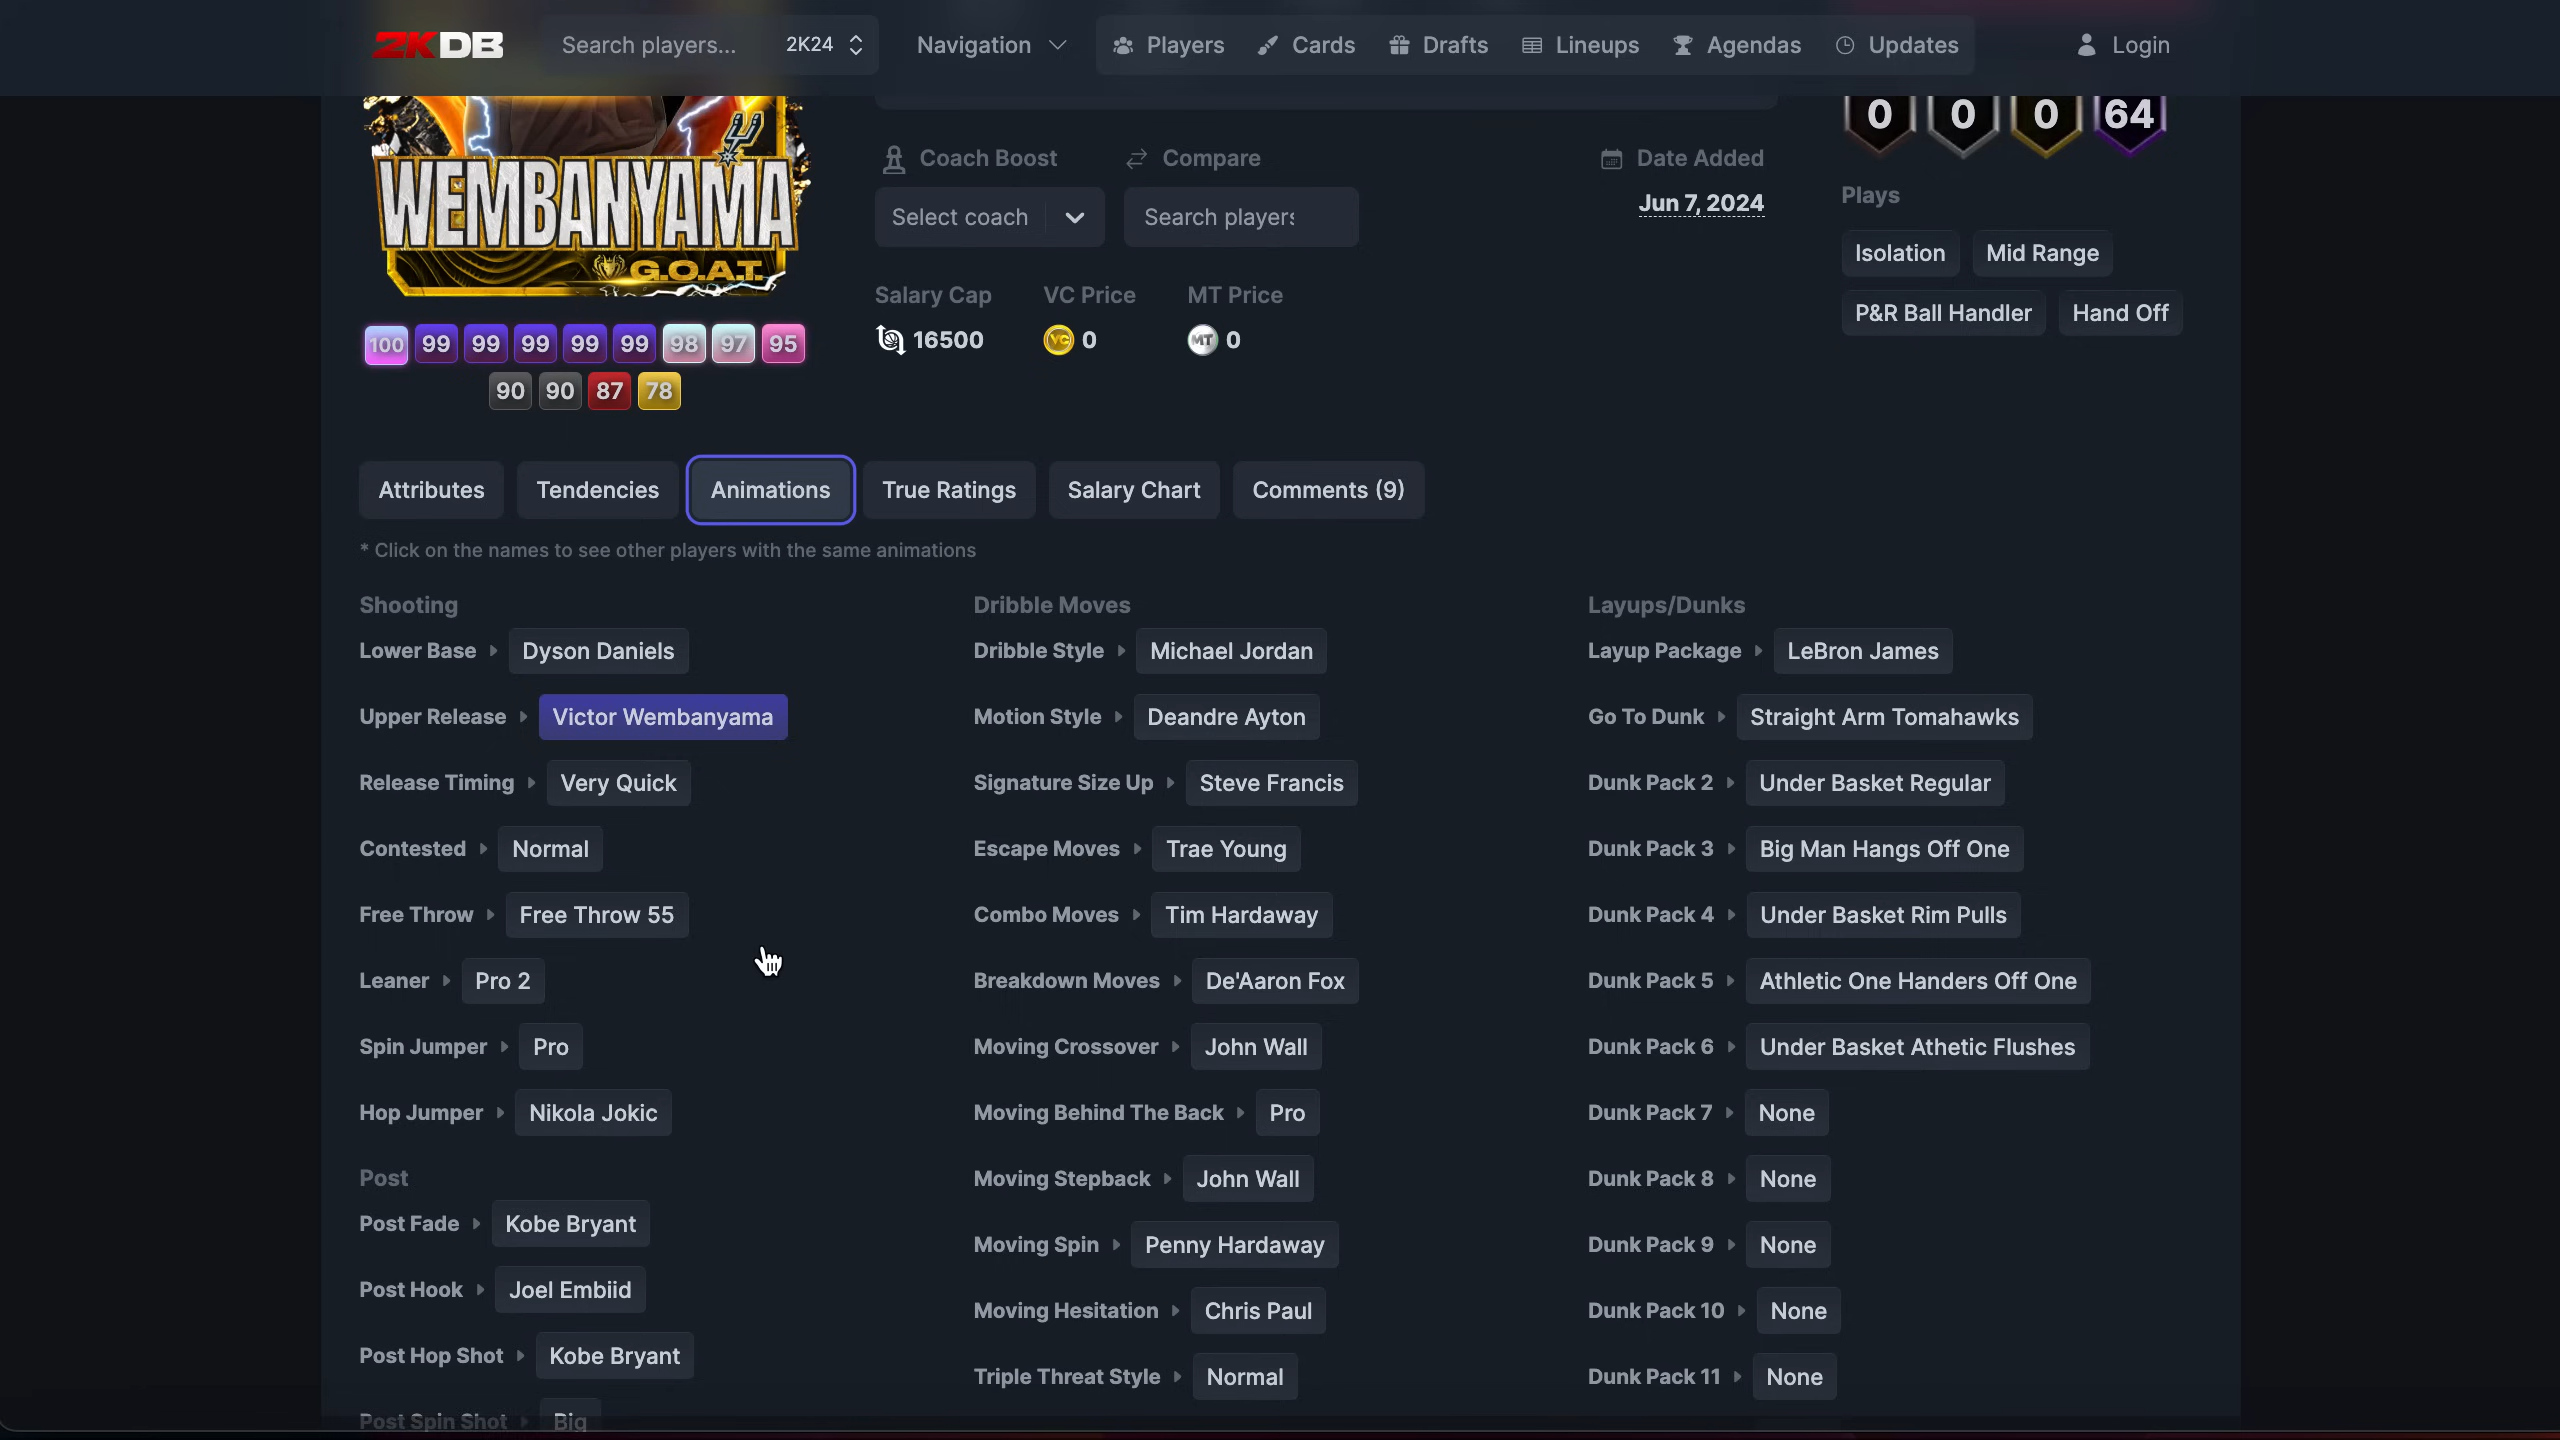 2KDB
Search players...
2K24
Navigation
Players
Cards
Drafts
Lineups
Agendas
Updates
Login
WEMBANYAMA
G.O.A.T.
100 99 99 99 99 99 98 97 95
90 90 87 78
Coach Boost
Compare
Date Added
Select coach
Search players
Jun 7, 2024
Salary Cap
VC Price
MT Price
16500
VC 0
MT 0
0 0 0 64
Plays
Isolation
Mid Range
P&R Ball Handler
Hand Off
Attributes
Tendencies
Animations
True Ratings
Salary Chart
Comments (9)
* Click on the names to see other players with the same animations
Shooting
Lower Base Dyson Daniels
Upper Release Victor Wembanyama
Release Timing Very Quick
Contested Normal
Free Throw Free Throw 55
Leaner Pro 2
Spin Jumper Pro
Hop Jumper Nikola Jokic
Post
Post Fade Kobe Bryant
Post Hook Joel Embiid
Post Hop Shot Kobe Bryant
Post Spin Shot Big
Dribble Moves
Dribble Style Michael Jordan
Motion Style Deandre Ayton
Signature Size Up Steve Francis
Escape Moves Trae Young
Combo Moves Tim Hardaway
Breakdown Moves De'Aaron Fox
Moving Crossover John Wall
Moving Behind The Back Pro
Moving Stepback John Wall
Moving Spin Penny Hardaway
Moving Hesitation Chris Paul
Triple Threat Style Normal
Layups/Dunks
Layup Package LeBron James
Go To Dunk Straight Arm Tomahawks
Dunk Pack 2 Under Basket Regular
Dunk Pack 3 Big Man Hangs Off One
Dunk Pack 4 Under Basket Rim Pulls
Dunk Pack 5 Athletic One Handers Off One
Dunk Pack 6 Under Basket Athetic Flushes
Dunk Pack 7 None
Dunk Pack 8 None
Dunk Pack 9 None
Dunk Pack 10 None
Dunk Pack 11 None